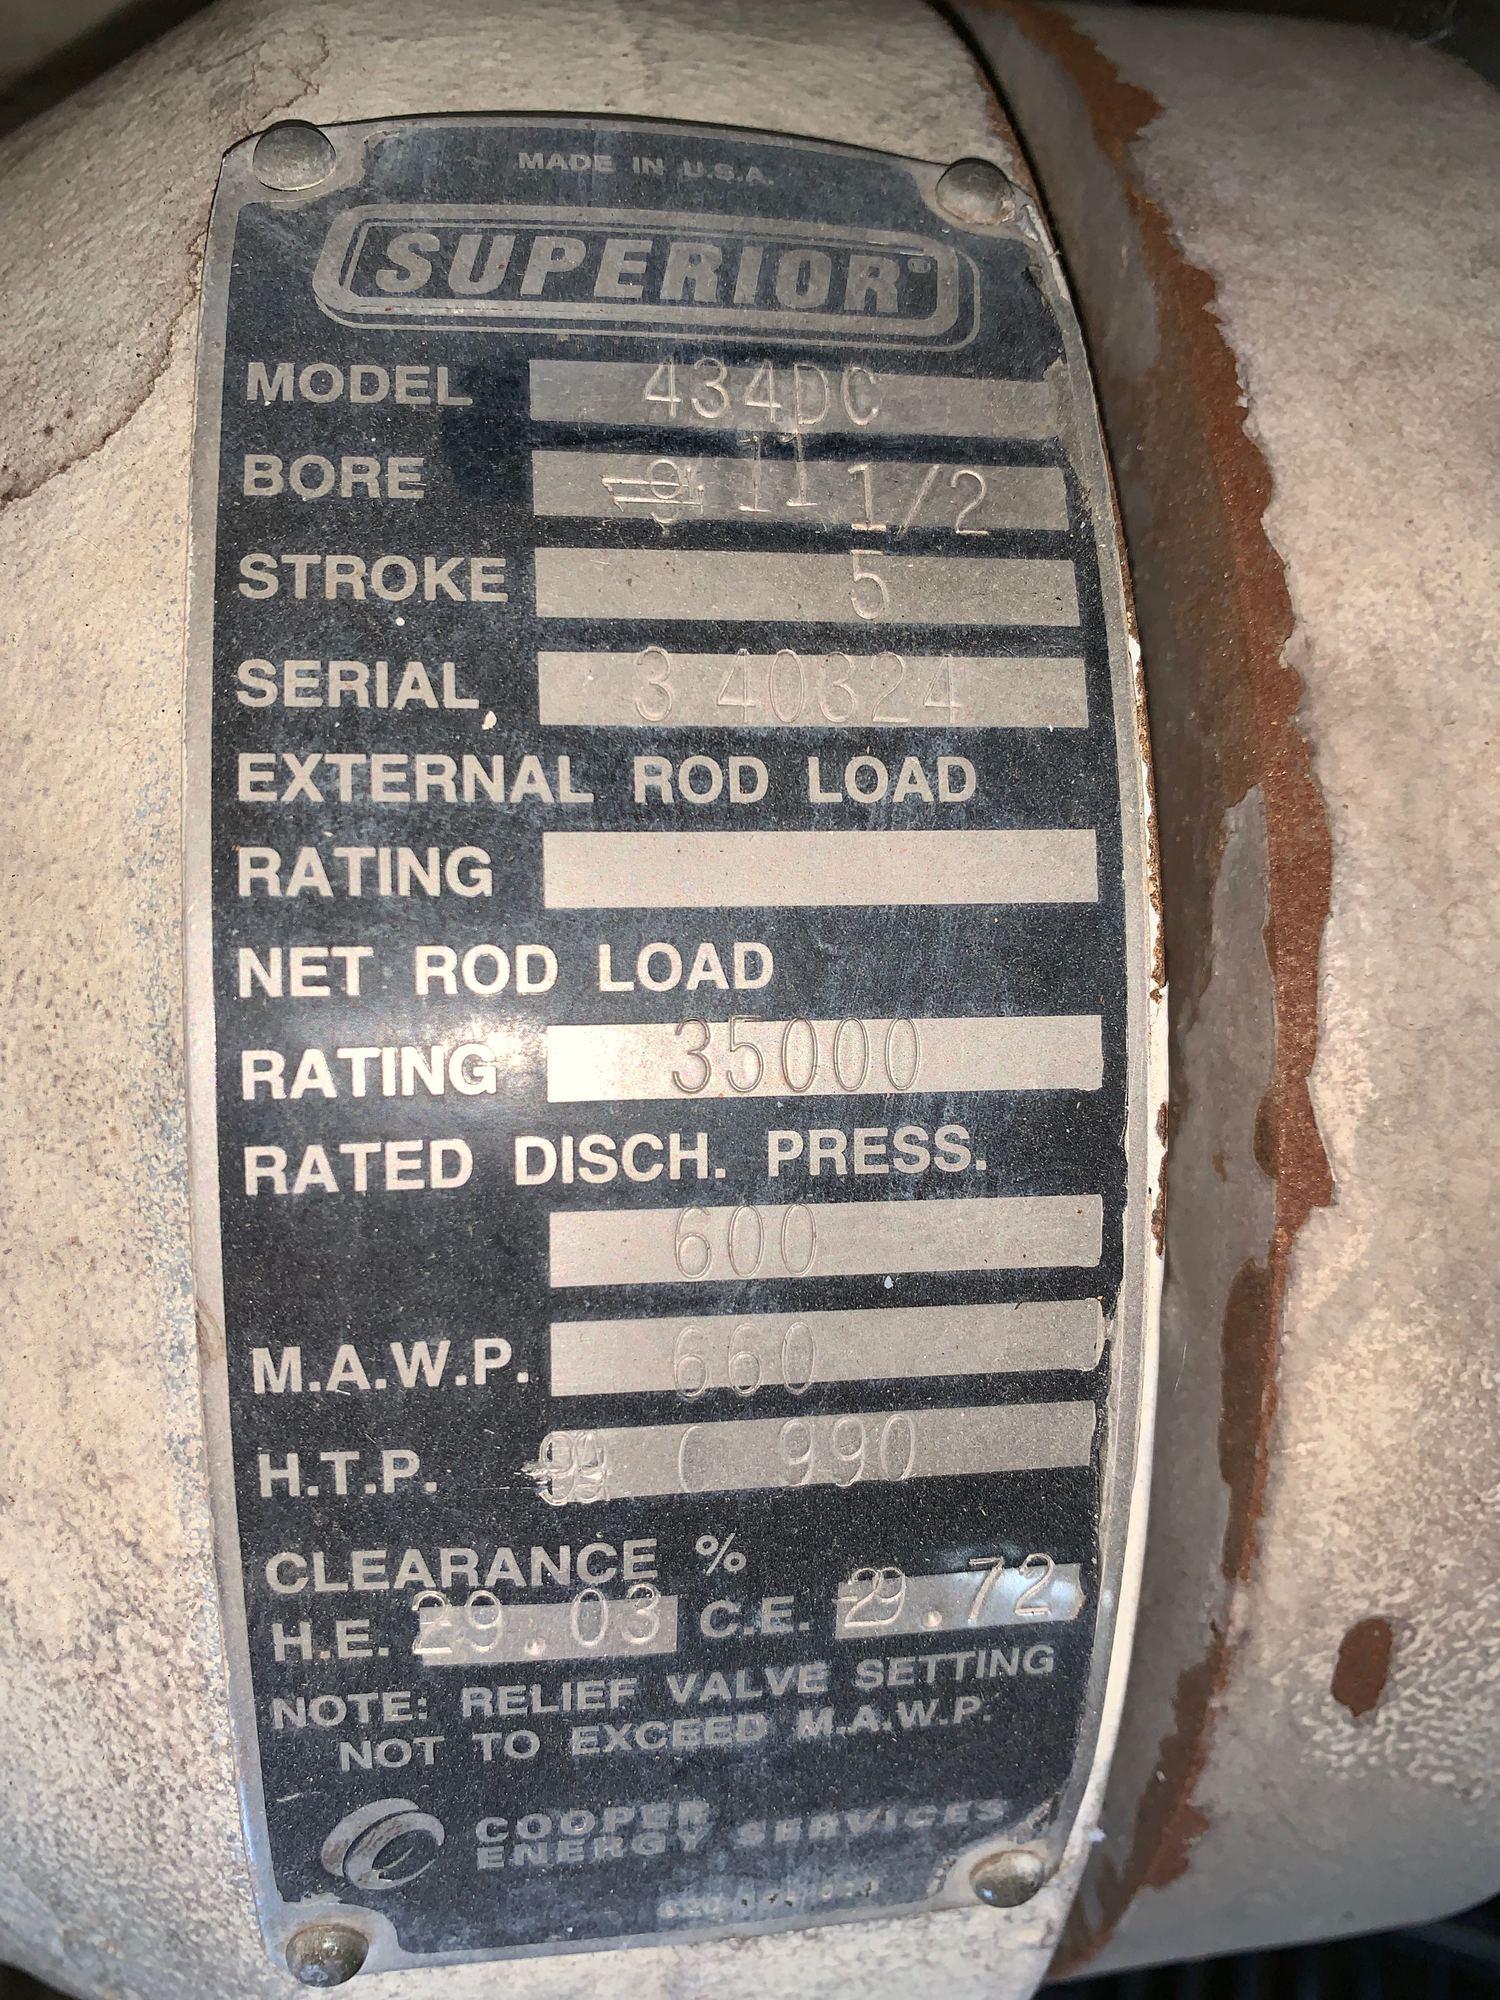 MADE IN U.S.A.
SUPERIOR®
MODEL 434DC
BORE 11 1/2
STROKE 5
SERIAL 340324
EXTERNAL ROD LOAD
RATING
NET ROD LOAD
RATING 35000
RATED DISCH. PRESS.
600
M.A.W.P. 660
H.T.P. C 990
CLEARANCE %
H.E. 29.03 C.E. 29.72
NOTE: RELIEF VALVE SETTING
NOT TO EXCEED M.A.W.P.
COOPER
ENERGY SERVICES